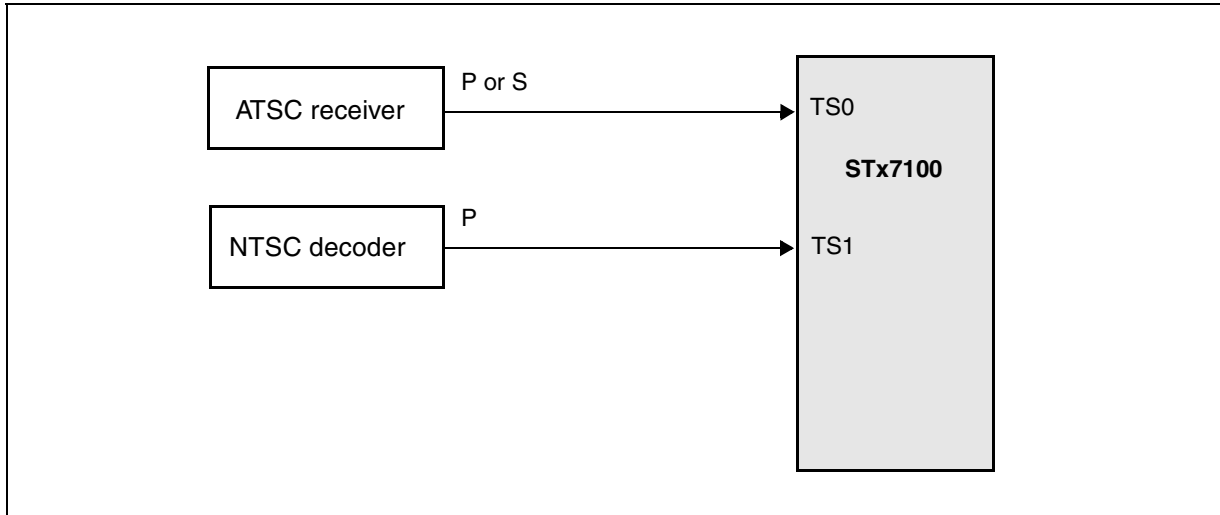 P or S
ATSC receiver
TS0
STx7100
P
NTSC decoder
TS1